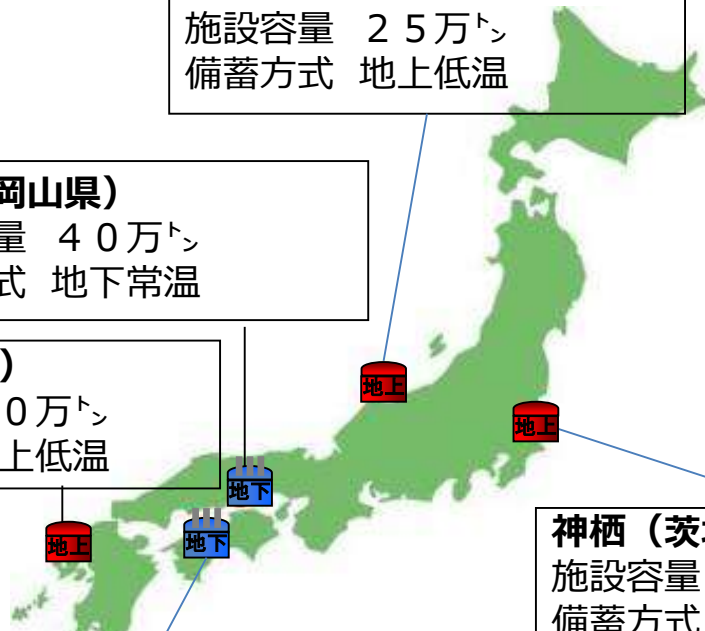 施設容量 ２５万㌧
備蓄方式 地上低温
岡山県）
量 ４０万㌧
式 地下常温
）
０万㌧
上低温
地上
地上
地下
地下
地上
神栖（茨
施設容量
備蓄方式